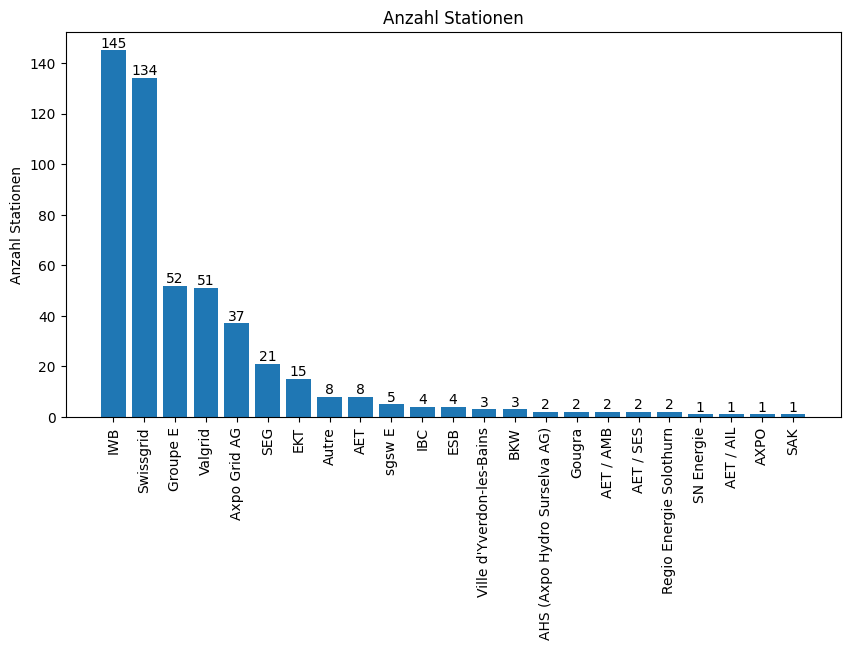 Anzahl Stationen
Anzahl Stationen
140
120
100
80
60
40
20
0
145
134
52
51
37
21
15
8
8
5
4
4
3
3
2
2
2
2
2
1
1
1
1
IWB
Swissgrid
Groupe E
Valgrid
Axpo Grid AG
SEG
EKT
Autre
AET
sgsw E
IBC
ESB
Ville d'Yverdon-les-Bains
BKW
AHS (Axpo Hydro Surselva AG)
Gougra
AET / AMB
AET / SES
Regio Energie Solothurn
SN Energie
AET / AIL
AXPO
SAK